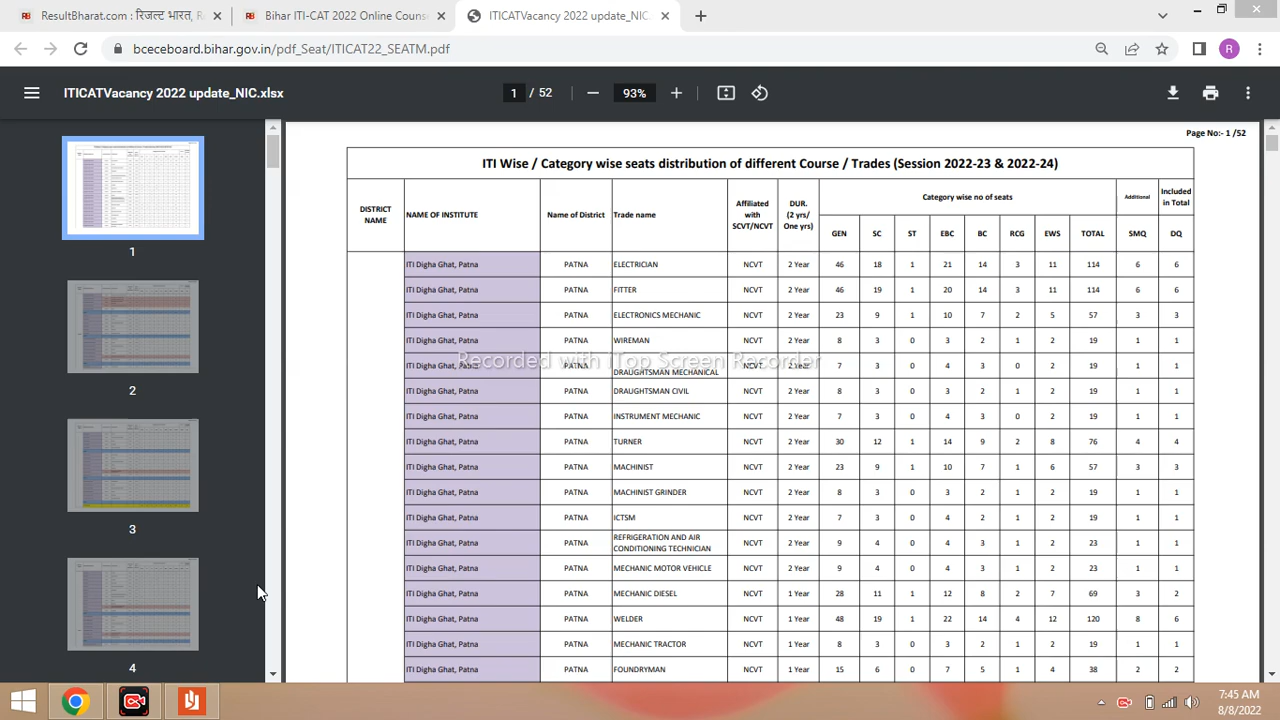 ResultBharat.com : रिजल्ट भारत, R
Bihar ITI-CAT 2022 Online Couns
ITICATVacancy 2022 update_NIC.
bceceboard.bihar.gov.in/pdf_Seat/ITICAT22_SEATM.pdf
R
ITICATVacancy 2022 update_NIC.xlsx
1 / 52
93%
1
2
3
4
Page No:- 1 /52
ITI Wise / Category wise seats distribution of different Course / Trades (Session 2022-23 & 2022-24)
DISTRICT NAME NAME OF INSTITUTE Name of District Trade name Affiliated with SCVT/NCVT DUR. (2 yrs/ One yrs) Category wise no of seats Additional Included in Total
GEN SC ST EBC BC RCG EWS TOTAL SMQ DQ
ITI Digha Ghat, Patna PATNA ELECTRICIAN NCVT 2 Year 46 18 1 21 14 3 11 114 6 6
ITI Digha Ghat, Patna PATNA FITTER NCVT 2 Year 46 19 1 20 14 3 11 114 6 6
ITI Digha Ghat, Patna PATNA ELECTRONICS MECHANIC NCVT 2 Year 23 9 1 10 7 2 5 57 3 3
ITI Digha Ghat, Patna PATNA WIREMAN NCVT 2 Year 8 3 0 3 2 1 2 19 1 1
Recorded with iTop Screen Recorder
ITI Digha Ghat, Patna PATNA DRAUGHTSMAN MECHANICAL NCVT 2 Year 7 3 0 4 3 0 2 19 1 1
ITI Digha Ghat, Patna PATNA DRAUGHTSMAN CIVIL NCVT 2 Year 8 3 0 3 2 1 2 19 1 1
ITI Digha Ghat, Patna PATNA INSTRUMENT MECHANIC NCVT 2 Year 7 3 0 4 3 0 2 19 1 1
ITI Digha Ghat, Patna PATNA TURNER NCVT 2 Year 30 12 1 14 9 2 8 76 4 4
ITI Digha Ghat, Patna PATNA MACHINIST NCVT 2 Year 23 9 1 10 7 1 6 57 3 3
ITI Digha Ghat, Patna PATNA MACHINIST GRINDER NCVT 2 Year 8 3 0 3 2 1 2 19 1 1
ITI Digha Ghat, Patna PATNA ICTSM NCVT 2 Year 7 3 0 4 2 1 2 19 1 1
ITI Digha Ghat, Patna PATNA REFRIGERATION AND AIR CONDITIONING TECHNICIAN NCVT 2 Year 9 4 0 4 3 1 2 23 1 1
ITI Digha Ghat, Patna PATNA MECHANIC MOTOR VEHICLE NCVT 2 Year 9 4 0 4 3 1 2 23 1 1
ITI Digha Ghat, Patna PATNA MECHANIC DIESEL NCVT 1 Year 28 11 1 12 8 2 7 69 3 2
ITI Digha Ghat, Patna PATNA WELDER NCVT 1 Year 48 19 1 22 14 4 12 120 8 6
ITI Digha Ghat, Patna PATNA MECHANIC TRACTOR NCVT 1 Year 8 3 0 3 2 1 2 19 1 1
ITI Digha Ghat, Patna PATNA FOUNDRYMAN NCVT 1 Year 15 6 0 7 5 1 4 38 2 2
7:45 AM
8/8/2022